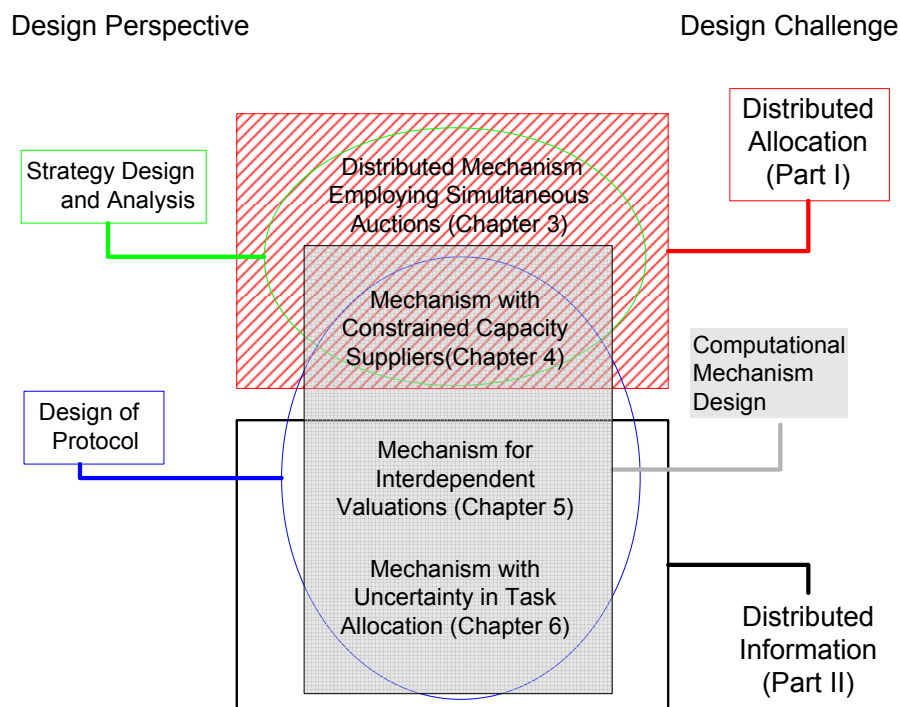 Design Perspective
Design Challenge
Distributed
Allocation
(Part I)
Strategy Design
and Analysis
Distributed Mechanism
Employing Simultaneous
Auctions (Chapter 3)
Mechanism with
Constrained Capacity
Suppliers(Chapter 4)
Computational
Mechanism
Design
Design of
Protocol
Mechanism for
Interdependent
Valuations (Chapter 5)
Mechanism with
Uncertainty in Task
Allocation (Chapter 6)
Distributed
Information
(Part II)